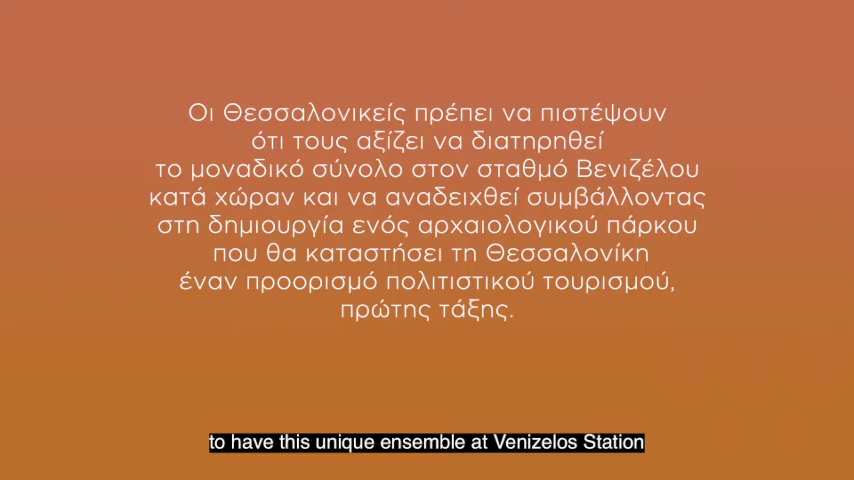 Οι Θεσσαλονικείς πρέπει να πιστέψουν
ότι τους αξίζει να διατηρηθεί
το μοναδικό σύνολο στον σταθμό Βενιζέλου
κατά χώραν και να αναδειχθεί συμβάλλοντας
στη δημιουργία ενός αρχαιολογικού πάρκου
που θα καταστήσει τη Θεσσαλονίκη
έναν προορισμό πολιτιστικού τουρισμού,
πρώτης τάξης.
to have this unique ensemble at Venizelos Station